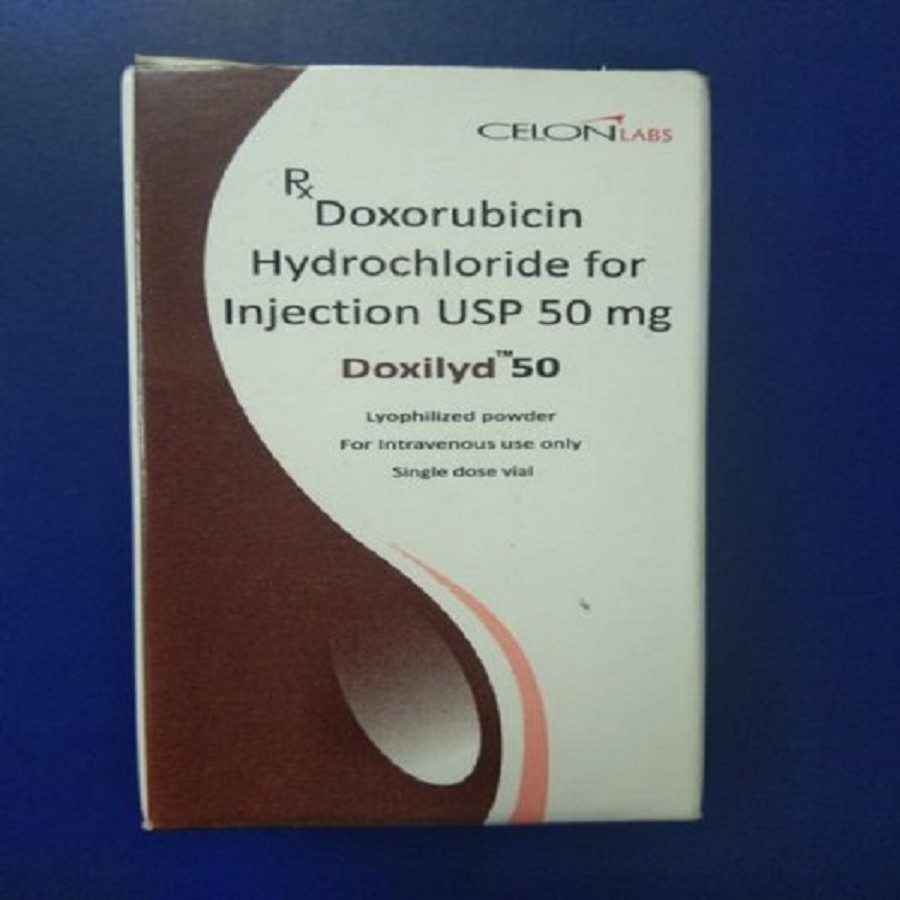 CELON LABS
Rx
Doxorubicin
Hydrochloride for
Injection USP 50 mg
Doxilyd™50
Lyophilized powder
For Intravenous use only
Single dose vial